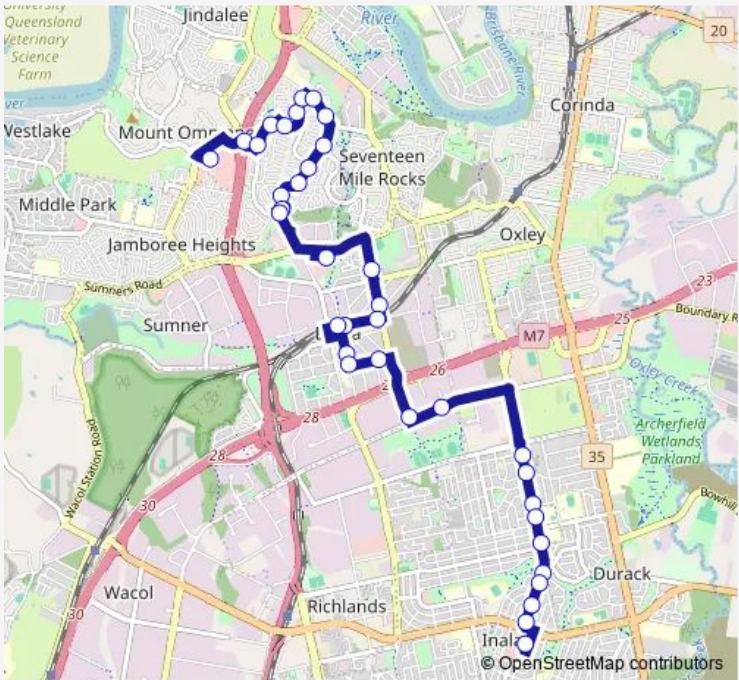 University
Queensland
Veterinary
Science
Farm
Jindalee
River
Brisbane River
20
Corinda
Westlake
Mount Omm
Seventeen
Mile Rocks
Middle Park
Jamboree Heights
Oxley
Sumners Road
Sumner
23
25
Boundary R
M7
26
Oxley Creek
28
Archerfield
Wetlands
Parkland
35
28
Wacol Station Road
30
Bowhill
Wacol
Durack
30
Richlands
Inala
© OpenStreetMap contributors